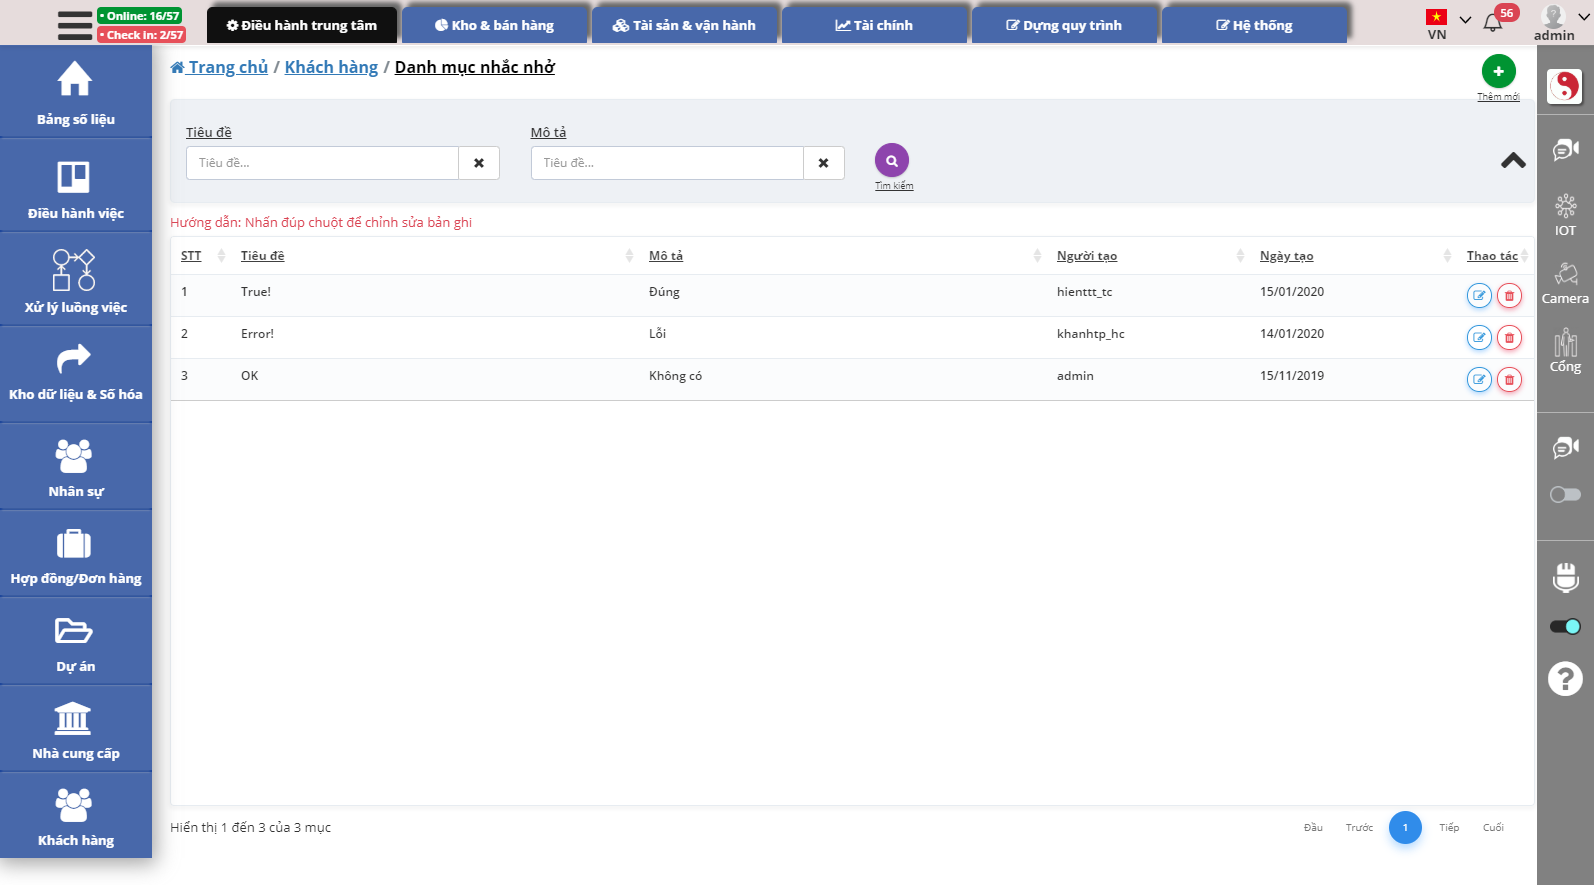 • Online: 16/57
• Check in: 2/57
Điều hành trung tâm
Kho & bán hàng
Tài sản & vận hành
Tài chính
Dựng quy trình
Hệ thống
VN
56
admin
Bảng số liệu
Điều hành việc
Xử lý luồng việc
Kho dữ liệu & Số hóa
Nhân sự
Hợp đồng/Đơn hàng
Dự án
Nhà cung cấp
Khách hàng
Trang chủ / Khách hàng / Danh mục nhắc nhở
Thêm mới
Tiêu đề
Mô tả
Tiêu đề...
Tiêu đề...
Tìm kiếm
Hướng dẫn: Nhấn đúp chuột để chỉnh sửa bản ghi
STT Tiêu đề Mô tả Người tạo Ngày tạo Thao tác
1 True! Đúng hienttt_tc 15/01/2020
2 Error! Lỗi khanhtp_hc 14/01/2020
3 OK Không có admin 15/11/2019
Hiển thị 1 đến 3 của 3 mục
Đầu Trước 1 Tiếp Cuối
IOT
Camera
Cổng